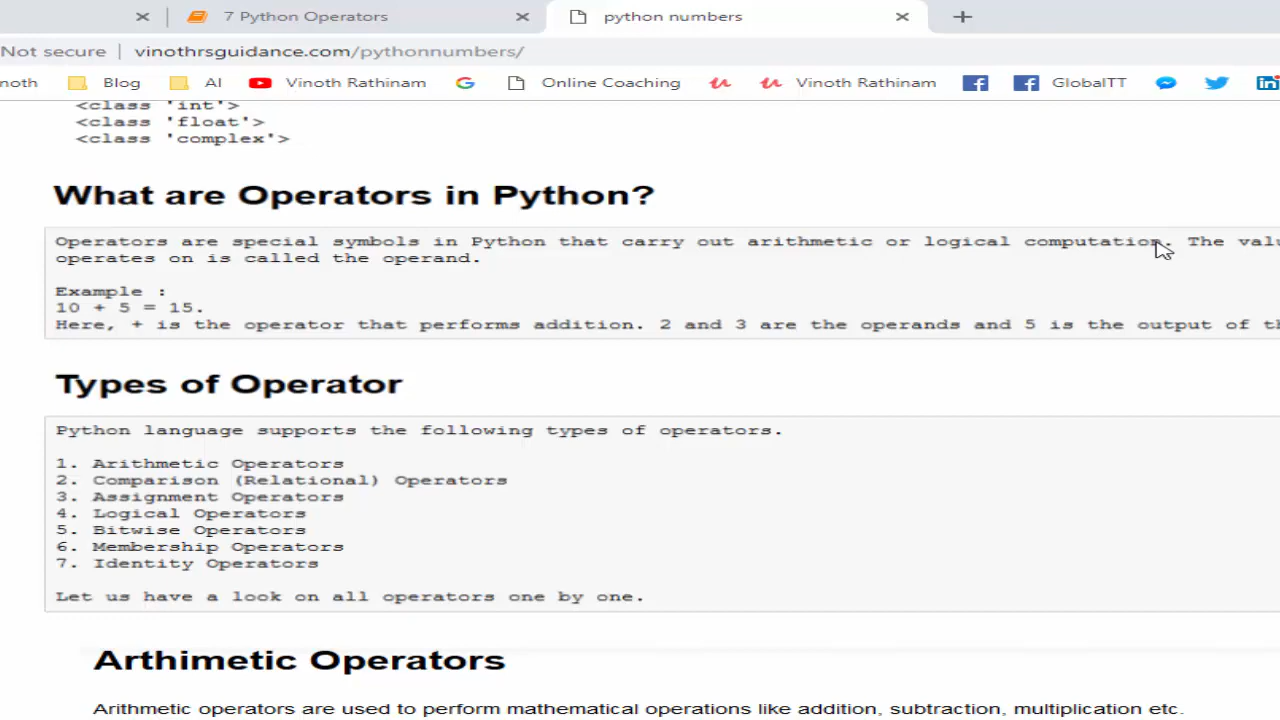 7 Python Operators
python numbers
Not secure | vinothrsguidance.com/pythonnumbers/
noth Blog AI Vinoth Rathinam Online Coaching Vinoth Rathinam GlobalTT
<class 'int'>
<class 'float'>
<class 'complex'>
What are Operators in Python?
Operators are special symbols in Python that carry out arithmetic or logical computation. The valu
operates on is called the operand.
Example :
10 + 5 = 15.
Here, + is the operator that performs addition. 2 and 3 are the operands and 5 is the output of th
Types of Operator
Python language supports the following types of operators.
1. Arithmetic Operators
2. Comparison (Relational) Operators
3. Assignment Operators
4. Logical Operators
5. Bitwise Operators
6. Membership Operators
7. Identity Operators
Let us have a look on all operators one by one.
Arthimetic Operators
Arithmetic operators are used to perform mathematical operations like addition, subtraction, multiplication etc.